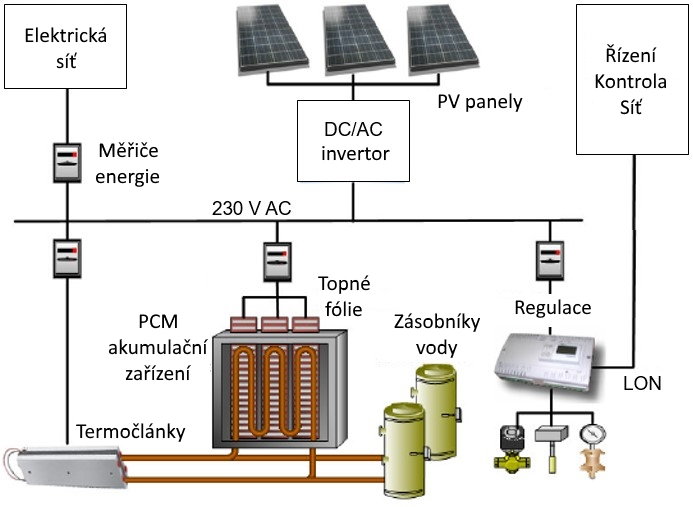 Elektrická
síť
PV panely
DC/AC
invertor
Řízení
Kontrola
Síť
Měřiče
energie
230 V AC
Topné
fólie
PCM
akumulační
zařízení
Zásobníky
vody
Regulace
LON
Termočlánky